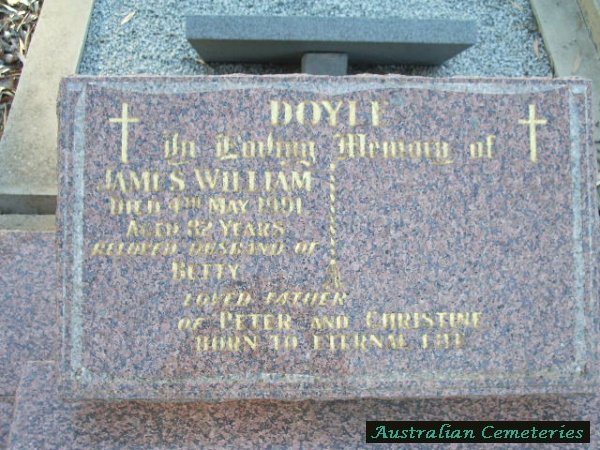 DOYLE
In Loving Memory of
JAMES WILLIAM
DIED 4TH MAY 1991
AGED 82 YEARS
BELOVED HUSBAND OF
BETTY
LOVED FATHER
OF PETER AND CHRISTINE
BORN TO ETERNAL LIFE
Australian Cemeteries